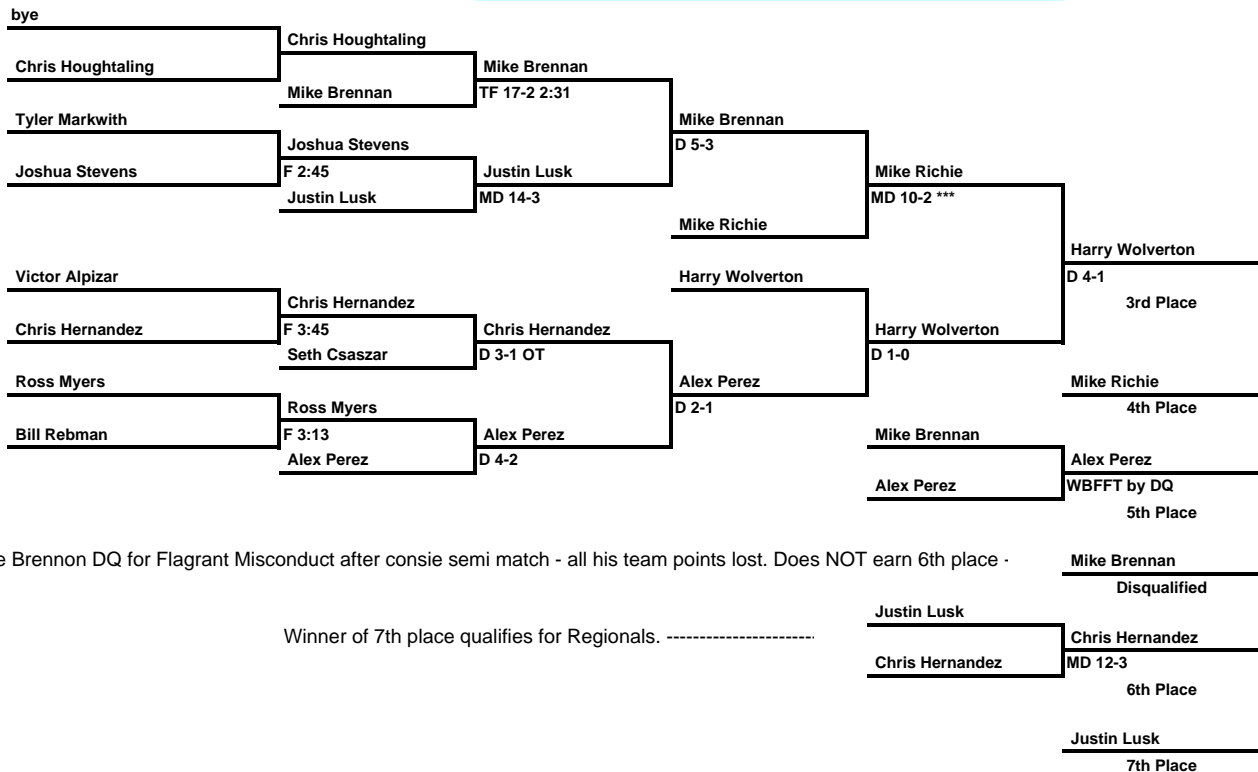 bye
Chris Houghtaling
Chris Houghtaling
Mike Brennan
Mike Brennan
TF 17-2 2:31
Tyler Markwith
Mike Brennan
Joshua Stevens
D 5-3
Joshua Stevens
F 2:45
Justin Lusk
Mike Richie
Justin Lusk
MD 14-3
MD 10-2 ***
Mike Richie
Harry Wolverton
Victor Alpizar
Harry Wolverton
D 4-1
Chris Hernandez
3rd Place
Chris Hernandez
F 3:45
Chris Hernandez
Harry Wolverton
Seth Csaszar
D 3-1 OT
D 1-0
Ross Myers
Alex Perez
Mike Richie
Ross Myers
D 2-1
4th Place
Bill Rebman
F 3:13
Alex Perez
Mike Brennan
Alex Perez
D 4-2
Alex Perez
Alex Perez
WBFFT by DQ
5th Place
e Brennon DQ for Flagrant Misconduct after consie semi match - all his team points lost. Does NOT earn 6th place -
Mike Brennan
Disqualified
Justin Lusk
Winner of 7th place qualifies for Regionals. ----------------------
Chris Hernandez
Chris Hernandez
MD 12-3
6th Place
Justin Lusk
7th Place